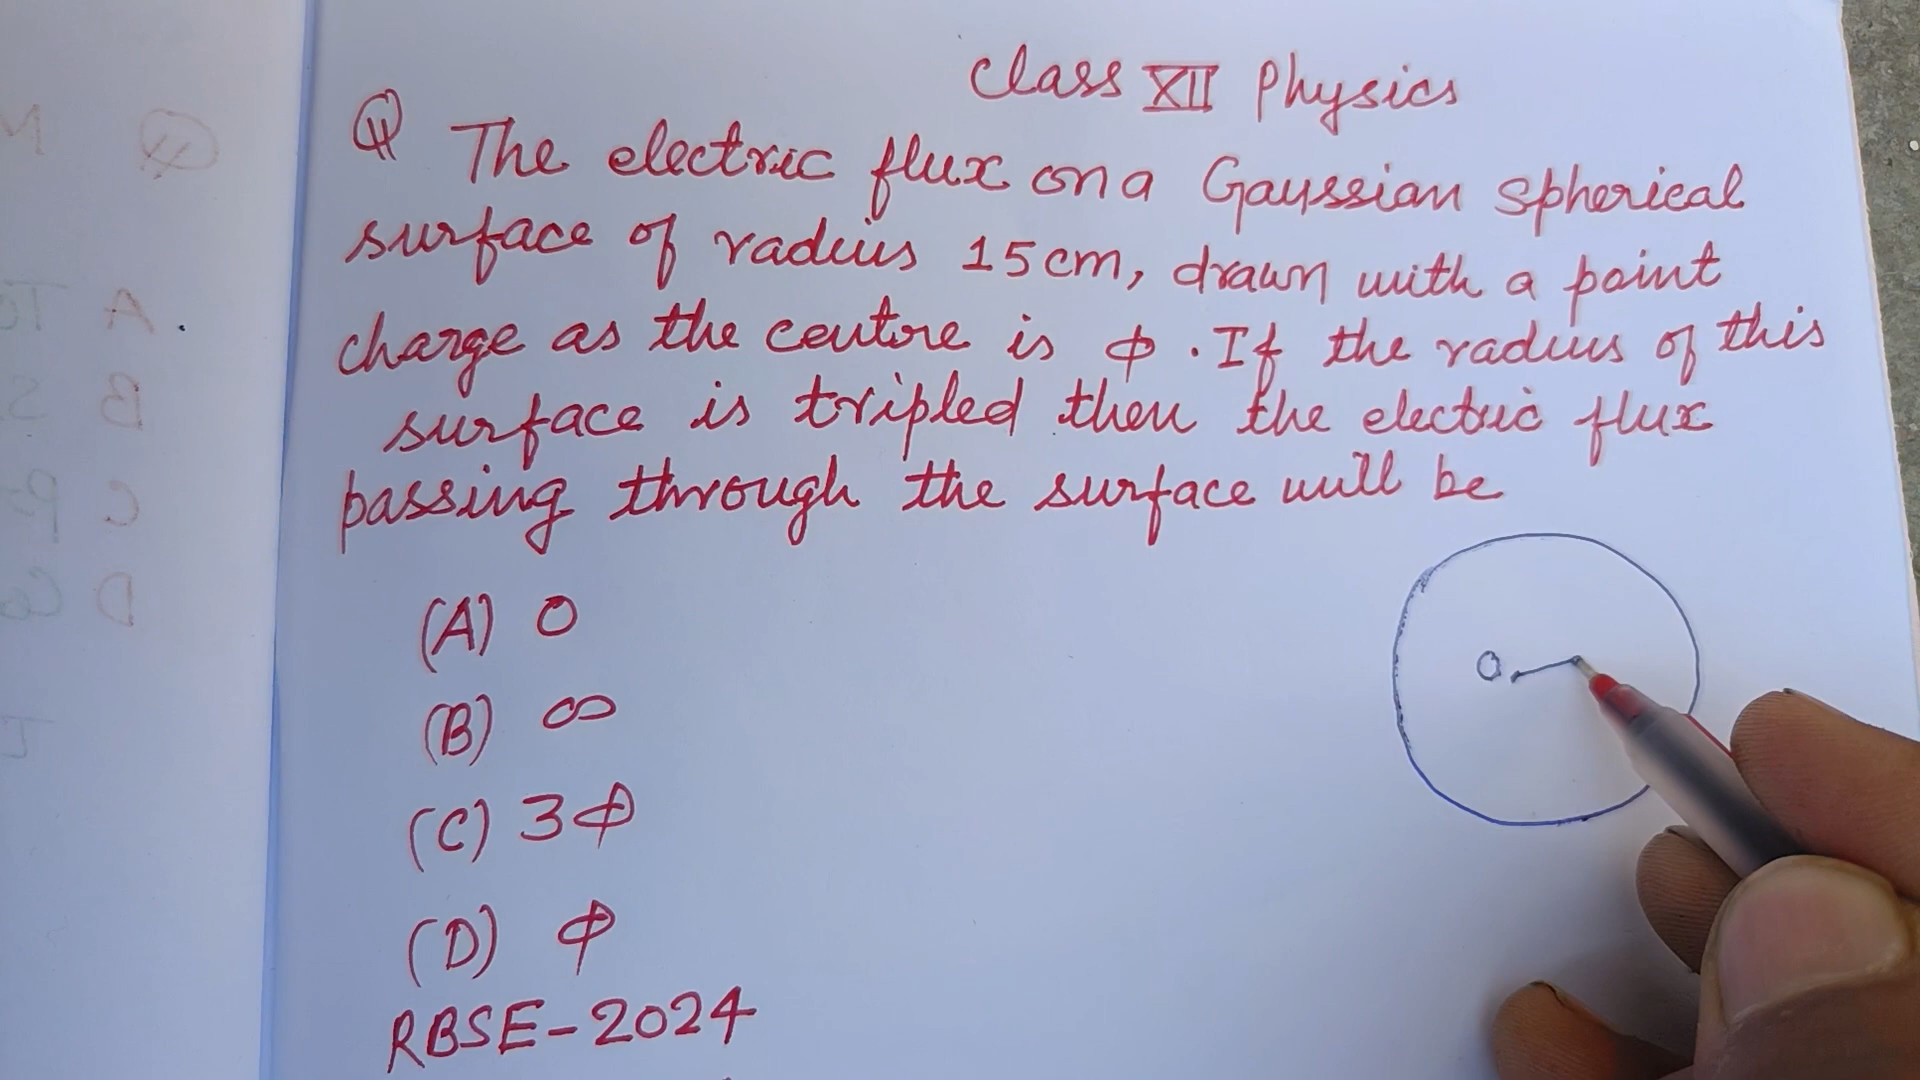 Class XII Physics
Q The electric flux on a Gaussian Spherical
surface of radius 15cm, drawn with a point
charge as the centre is ϕ. If the radius of this
surface is tripled then the electric flux
passing through the surface will be
(A) 0
(B) ∞
(C) 3ϕ
(D) ϕ
RBSE-2024
O